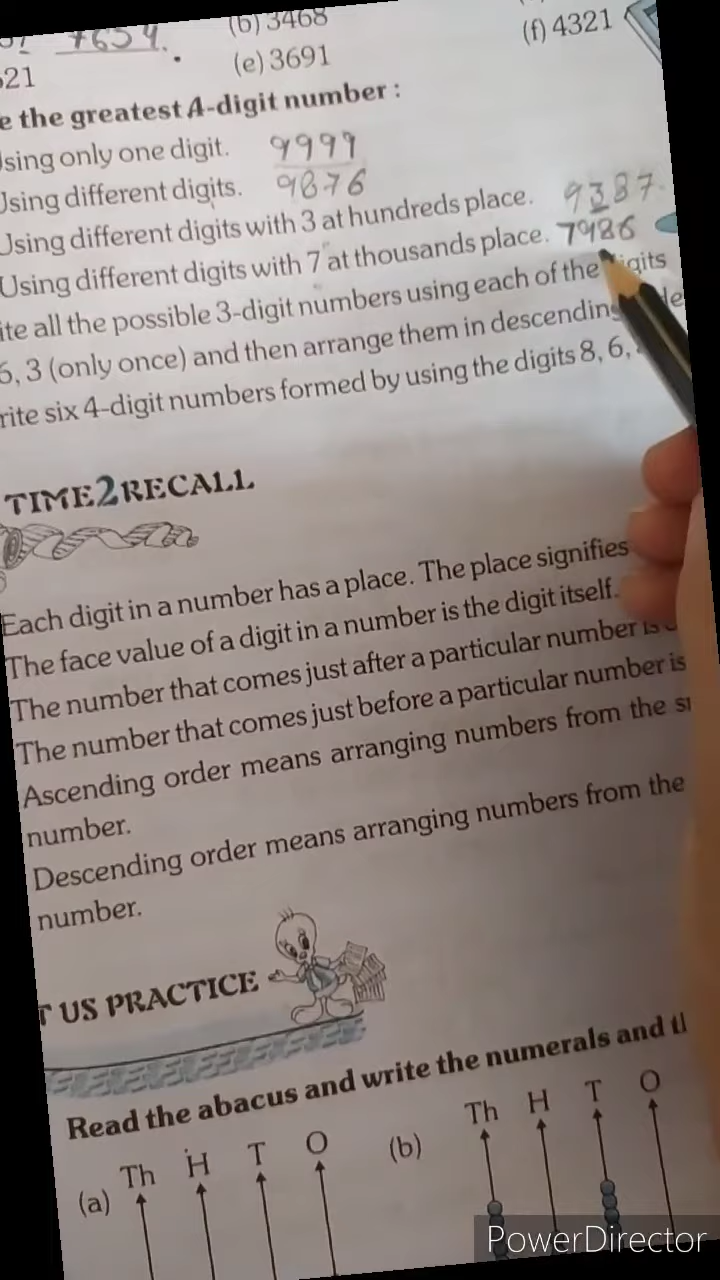 7654.
(b) 3468
(f) 4321
621
(e) 3691
e the greatest 4-digit number :
Using only one digit. 9999
Using different digits. 9876
Using different digits with 3 at hundreds place. 9387
Using different digits with 7 at thousands place. 7986
ite all the possible 3-digit numbers using each of the digits
6, 3 (only once) and then arrange them in descending
rite six 4-digit numbers formed by using the digits 8, 6,
TIME2RECALL
Each digit in a number has a place. The place signifies
The face value of a digit in a number is the digit itself.
The number that comes just after a particular number is
The number that comes just before a particular number is
Ascending order means arranging numbers from the
number.
Descending order means arranging numbers from the
number.
T US PRACTICE
Read the abacus and write the numerals and
(a) Th H T O (b) Th H T O
PowerDirector